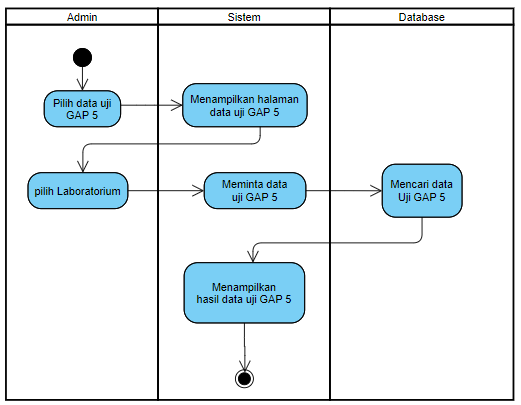 Admin
Sistem
Database
Pilih data uji
GAP 5
Menampilkan halaman
data uji GAP 5
pilih Laboratorium
Meminta data
uji GAP 5
Mencari data
Uji GAP 5
Menampilkan
hasil data uji GAP 5